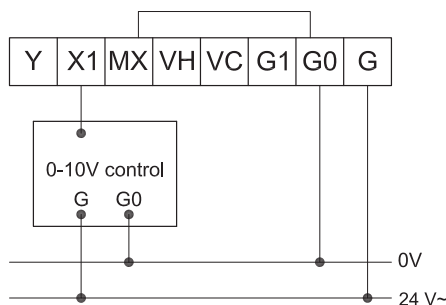 Y X1 MX VH VC G1 G0 G
0-10V control
G G0
0V
24 V~